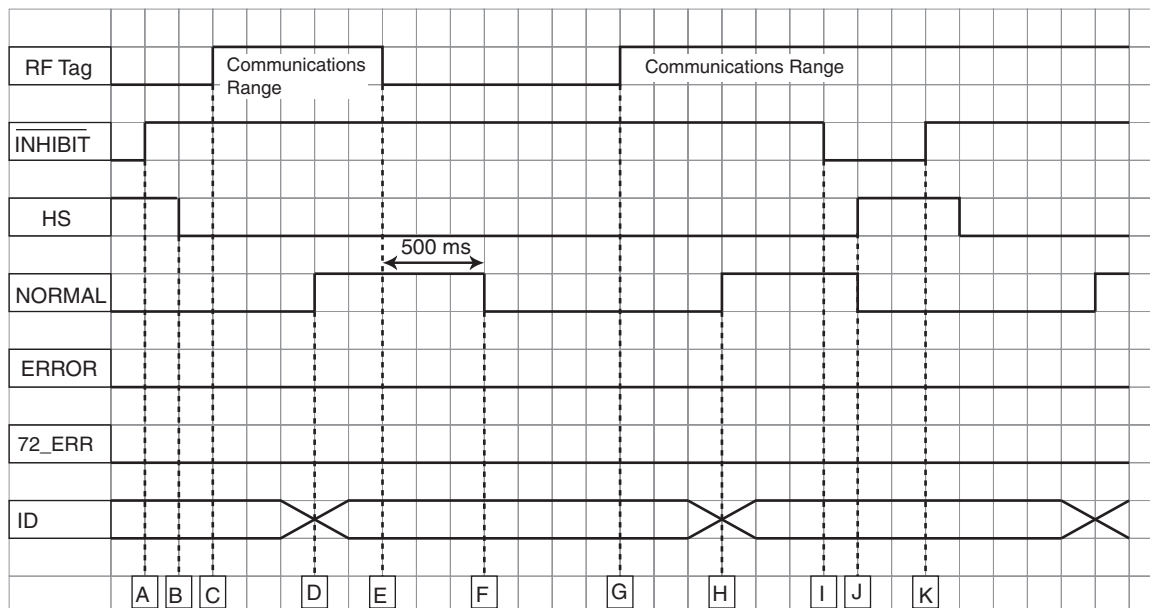 RF Tag
Communications
Range
Communications Range
INHIBIT
HS
500 ms
NORMAL
ERROR
72_ERR
ID
A B C D E F G H I J K